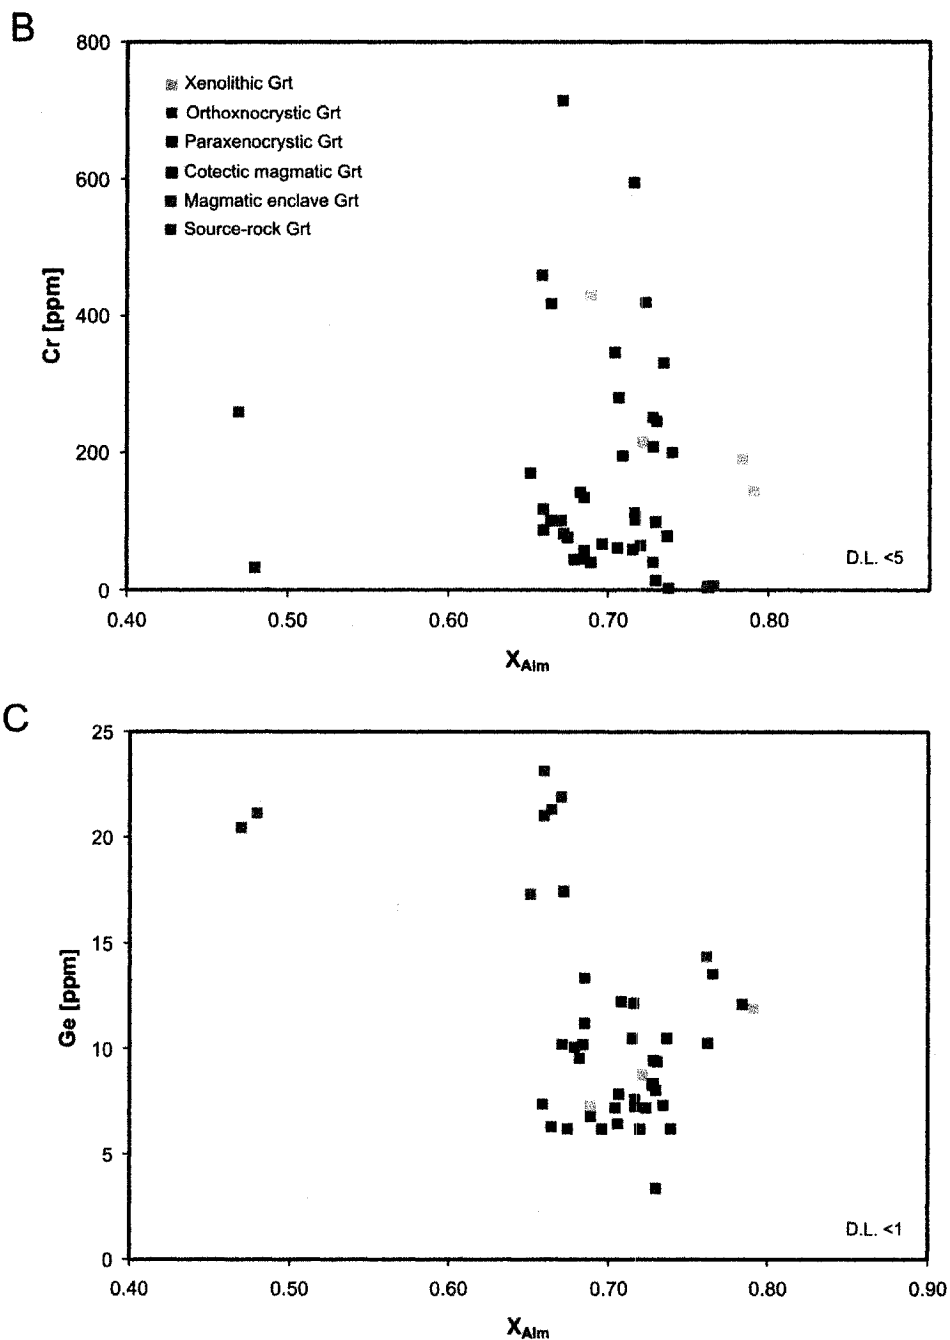 B
800
600
400
200
0
Cr [ppm]
Xenolithic Grt
Orthoxnocrystic Grt
Paraxenocrystic Grt
Cotectic magmatic Grt
Magmatic enclave Grt
Source-rock Grt
D.L. <5
0.40 0.50 0.60 0.70 0.80
XAlm
C
25
20
15
10
5
0
Ge [ppm]
D.L. <1
0.40 0.50 0.60 0.70 0.80 0.90
XAlm